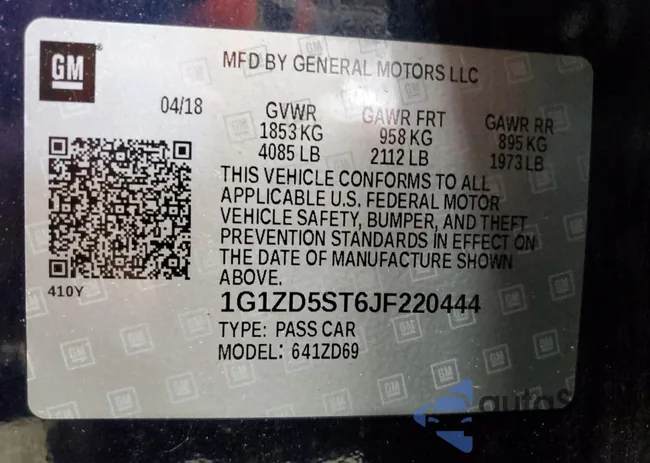 GM
MFD BY GENERAL MOTORS LLC
04/18
GVWR GAWR FRT GAWR RR
1853 KG 958 KG 895 KG
4085 LB 2112 LB 1973 LB
THIS VEHICLE CONFORMS TO ALL
APPLICABLE U.S. FEDERAL MOTOR
VEHICLE SAFETY, BUMPER, AND THEFT
PREVENTION STANDARDS IN EFFECT ON
THE DATE OF MANUFACTURE SHOWN
ABOVE.
410Y
1G1ZD5ST6JF220444
TYPE: PASS CAR
MODEL: 641ZD69